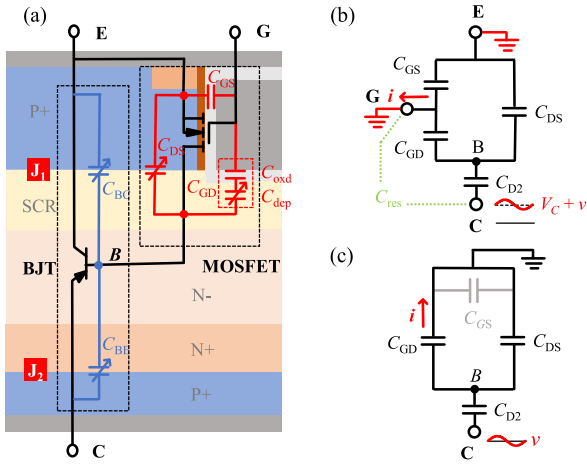 (a)
E
G
C_GS
P+
C_DS
J_1
C_BC
C_GD
C_oxd
C_dep
SCR
B
BJT
MOSFET
N-
N+
C_BE
J_2
P+
C
(b)
E
C_GS
G
i
C_DS
C_GD
B
C_D2
C_res
C
V_C + v
(c)
i
C_GS
C_GD
C_DS
B
C_D2
C
v